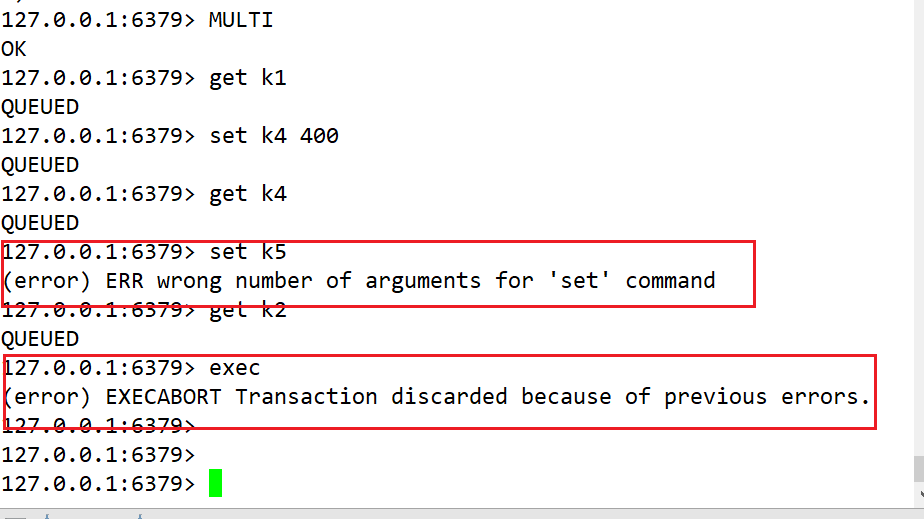 127.0.0.1:6379> MULTI
OK
127.0.0.1:6379> get k1
QUEUED
127.0.0.1:6379> set k4 400
QUEUED
127.0.0.1:6379> get k4
QUEUED
127.0.0.1:6379> set k5
(error) ERR wrong number of arguments for 'set' command
127.0.0.1:6379> get k2
QUEUED
127.0.0.1:6379> exec
(error) EXECABORT Transaction discarded because of previous errors.
127.0.0.1:6379>
127.0.0.1:6379>
127.0.0.1:6379>